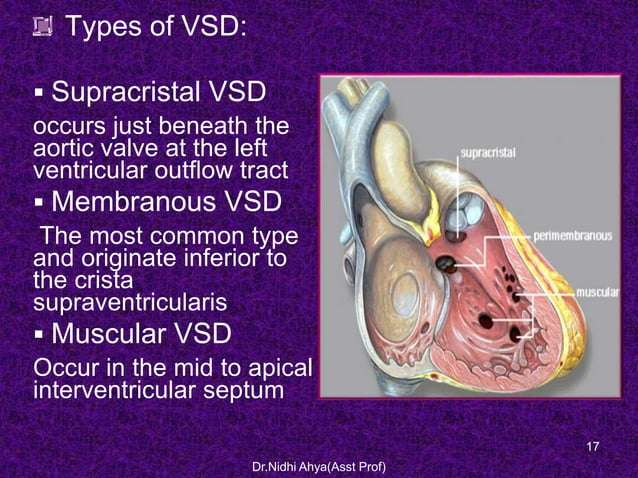 Types of VSD:
▪ Supracristal VSD
occurs just beneath the
aortic valve at the left
ventricular outflow tract
▪ Membranous VSD
The most common type
and originate inferior to
the crista
supraventricularis
▪ Muscular VSD
Occur in the mid to apical
interventricular septum
supracristal
perimembranous
muscular
17
Dr.Nidhi Ahya(Asst Prof)